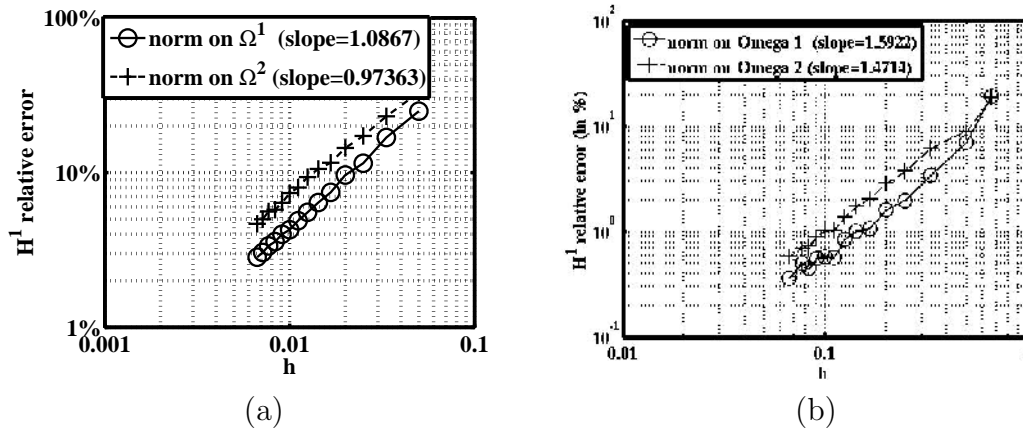 100%
norm on Ω¹ (slope=1.0867)
norm on Ω² (slope=0.97363)
10%
1%
0.001
0.01
0.1
h
H¹ relative error
(a)
10²
norm on Omega 1 (slope=1.5922)
norm on Omega 2 (slope=1.4711)
10¹
10⁰
10⁻¹
0.01
0.1
h
H¹ relative error (in %)
(b)